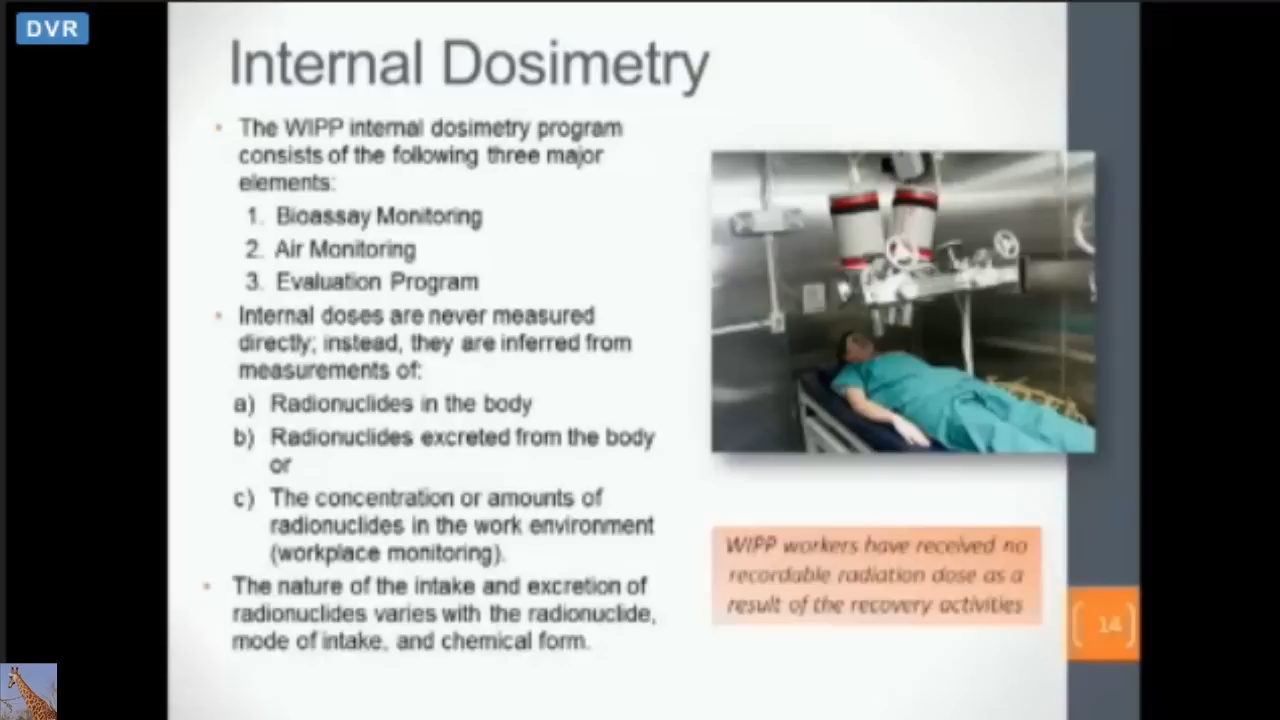 DVR
Internal Dosimetry
• The WIPP internal dosimetry program
consists of the following three major
elements:
1. Bioassay Monitoring
2. Air Monitoring
3. Evaluation Program
• Internal doses are never measured
directly; instead, they are inferred from
measurements of:
a) Radionuclides in the body
b) Radionuclides excreted from the body
or
c) The concentration or amounts of
radionuclides in the work environment
(workplace monitoring).
• The nature of the intake and excretion of
radionuclides varies with the radionuclide,
mode of intake, and chemical form.
WIPP workers have received no
recordable radiation dose as a
result of the recovery activities
14